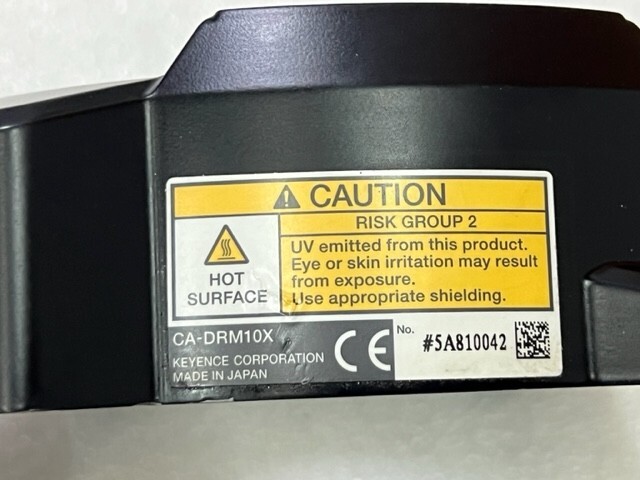 CAUTION
RISK GROUP 2
HOT
SURFACE
UV emitted from this product.
Eye or skin irritation may result
from exposure.
Use appropriate shielding.
CA-DRM10X
KEYENCE CORPORATION
MADE IN JAPAN
CE
No.
#5A810042